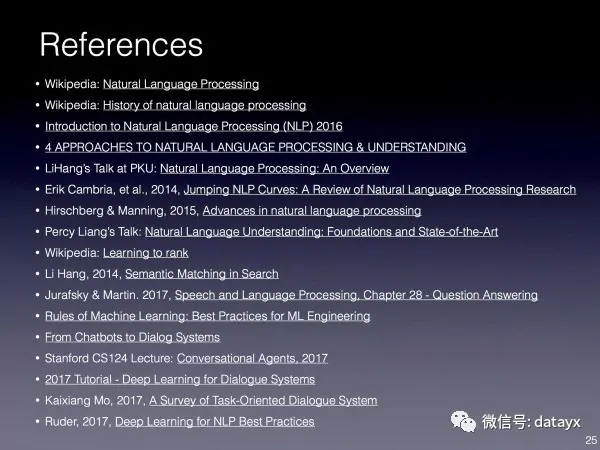 References
• Wikipedia: Natural Language Processing
• Wikipedia: History of natural language processing
• Introduction to Natural Language Processing (NLP) 2016
• 4 APPROACHES TO NATURAL LANGUAGE PROCESSING & UNDERSTANDING
• LiHang's Talk at PKU: Natural Language Processing: An Overview
• Erik Cambria, et al., 2014, Jumping NLP Curves: A Review of Natural Language Processing Research
• Hirschberg & Manning, 2015, Advances in natural language processing
• Percy Liang's Talk: Natural Language Understanding: Foundations and State-of-the-Art
• Wikipedia: Learning to rank
• Li Hang, 2014, Semantic Matching in Search
• Jurafsky & Martin. 2017, Speech and Language Processing, Chapter 28 - Question Answering
• Rules of Machine Learning: Best Practices for ML Engineering
• From Chatbots to Dialog Systems
• Stanford CS124 Lecture: Conversational Agents, 2017
• 2017 Tutorial - Deep Learning for Dialogue Systems
• Kaixiang Mo, 2017, A Survey of Task-Oriented Dialogue System
• Ruder, 2017, Deep Learning for NLP Best Practices
微信号: datayx
25